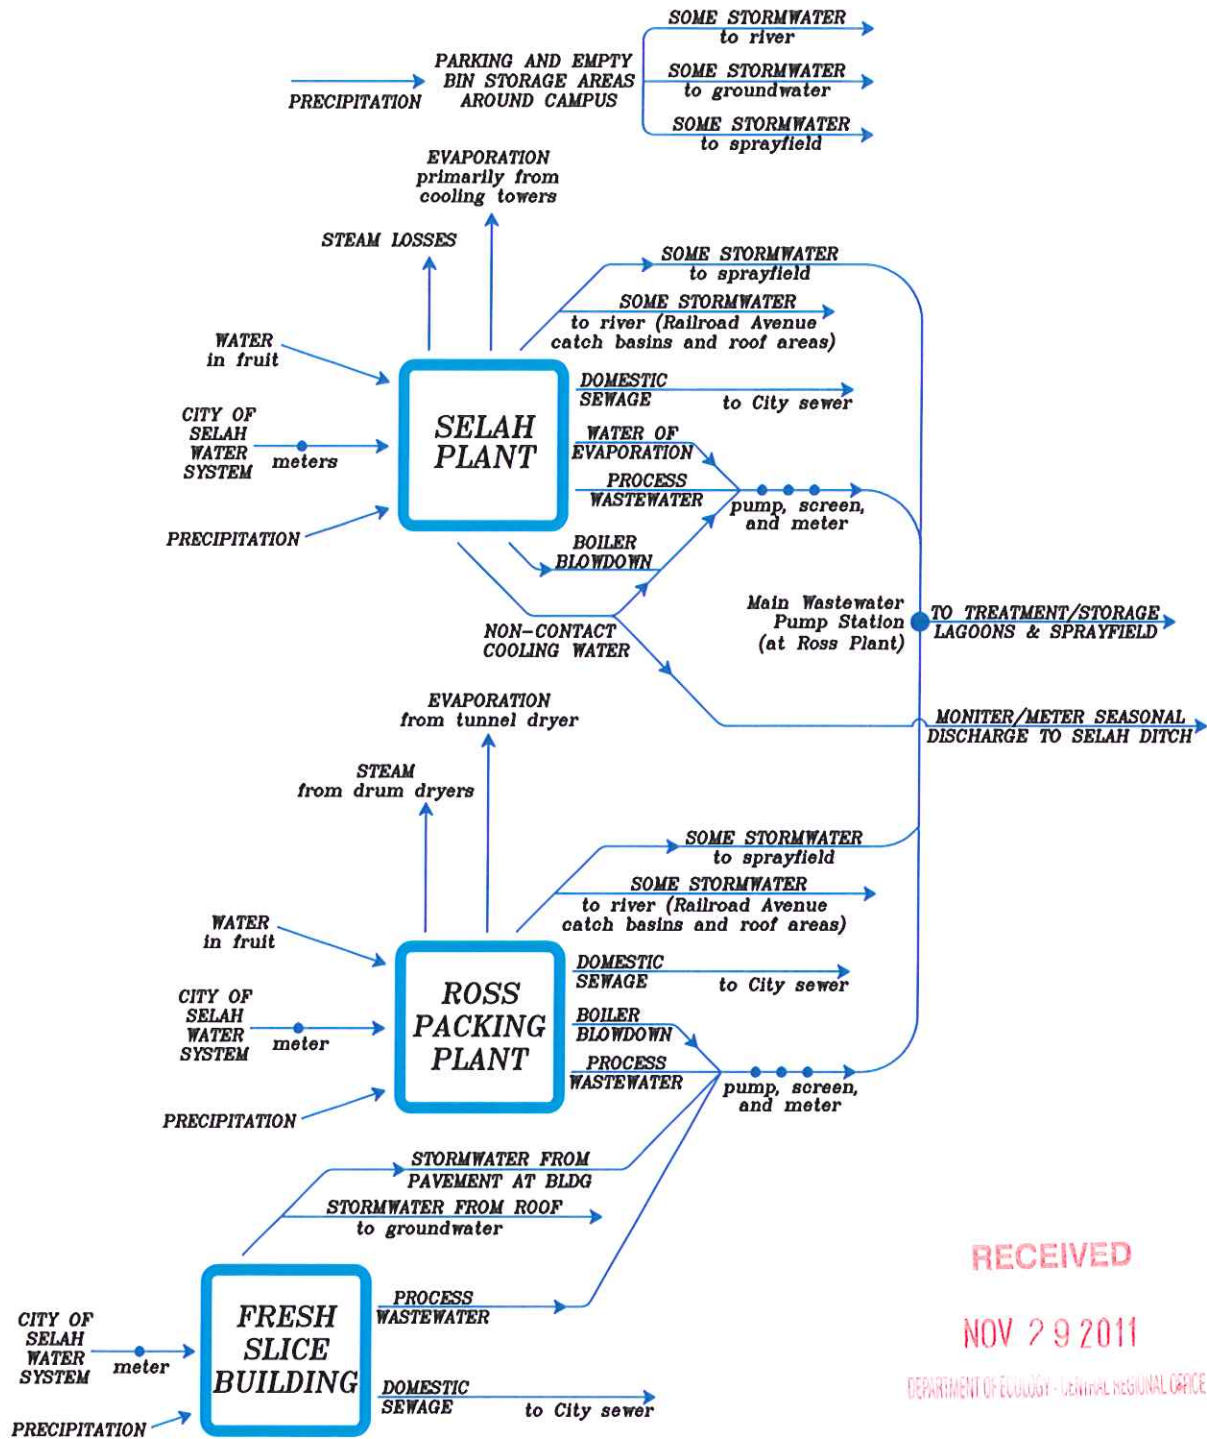 SOME STORMWATER
to river
PARKING AND EMPTY
BIN STORAGE AREAS
AROUND CAMPUS
PRECIPITATION
SOME STORMWATER
to groundwater
SOME STORMWATER
to sprayfield
EVAPORATION
primarily from
cooling towers
STEAM LOSSES
SOME STORMWATER
to sprayfield
SOME STORMWATER
to river (Railroad Avenue
catch basins and roof areas)
WATER
in fruit
CITY OF
SELAH
WATER
SYSTEM
meters
PRECIPITATION
SELAH
PLANT
DOMESTIC
SEWAGE
to City sewer
WATER OF
EVAPORATION
PROCESS
WASTEWATER
pump, screen,
and meter
BOILER
BLOWDOWN
NON-CONTACT
COOLING WATER
Main Wastewater
Pump Station
(at Ross Plant)
TO TREATMENT/STORAGE
LAGOONS & SPRAYFIELD
MONITER/METER SEASONAL
DISCHARGE TO SELAH DITCH
EVAPORATION
from tunnel dryer
STEAM
from drum dryers
SOME STORMWATER
to sprayfield
SOME STORMWATER
to river (Railroad Avenue
catch basins and roof areas)
WATER
in fruit
CITY OF
SELAH
WATER
SYSTEM
meter
PRECIPITATION
ROSS
PACKING
PLANT
DOMESTIC
SEWAGE
to City sewer
BOILER
BLOWDOWN
PROCESS
WASTEWATER
pump, screen,
and meter
STORMWATER FROM
PAVEMENT AT BLDG
STORMWATER FROM ROOF
to groundwater
CITY OF
SELAH
WATER
SYSTEM
meter
PRECIPITATION
FRESH
SLICE
BUILDING
PROCESS
WASTEWATER
DOMESTIC
SEWAGE
to City sewer
RECEIVED
NOV 29 2011
DEPARTMENT OF ECOLOGY - CENTRAL REGIONAL OFFICE